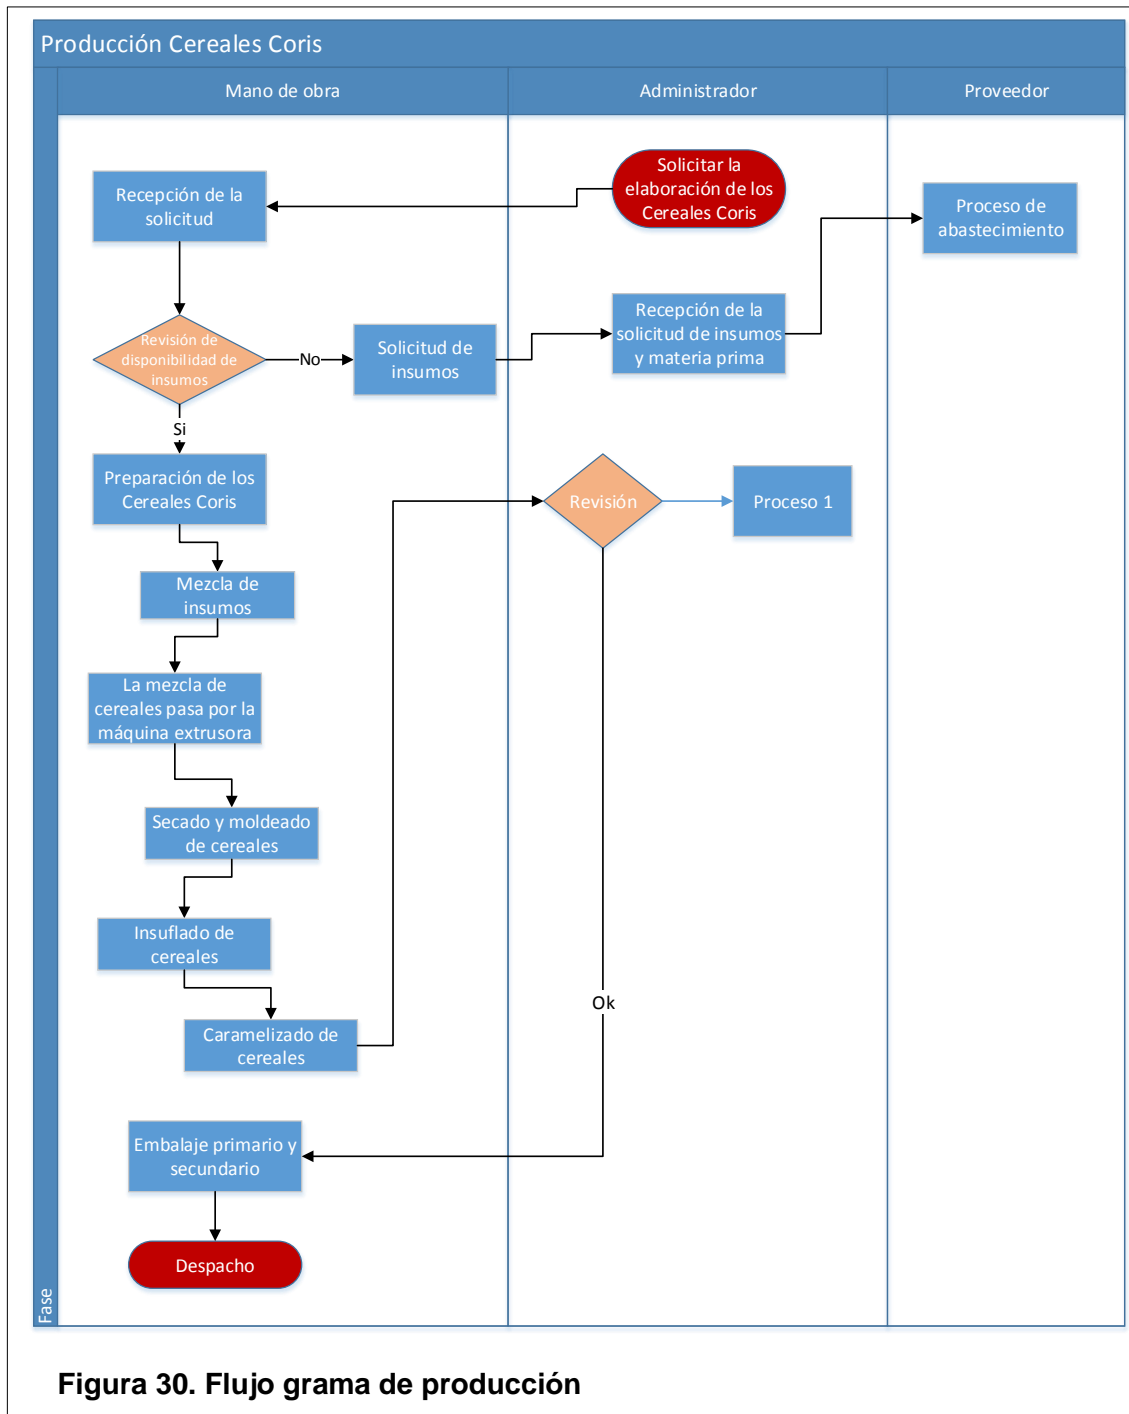 Producción Cereales Coris
Mano de obra
Administrador
Proveedor
Solicitar la
elaboración de los
Cereales Coris
Recepción de la
solicitud
Proceso de
abastecimiento
Revisión de
disponibilidad de
insumos
No
Solicitud de
insumos
Recepción de la
solicitud de insumos
y materia prima
Si
Preparación de los
Cereales Coris
Revisión
Proceso 1
Mezcla de
insumos
La mezcla de
cereales pasa por la
máquina extrusora
Secado y moldeado
de cereales
Insuflado de
cereales
Ok
Caramelizado de
cereales
Embalaje primario y
secundario
Despacho
Fase
Figura 30. Flujo grama de producción